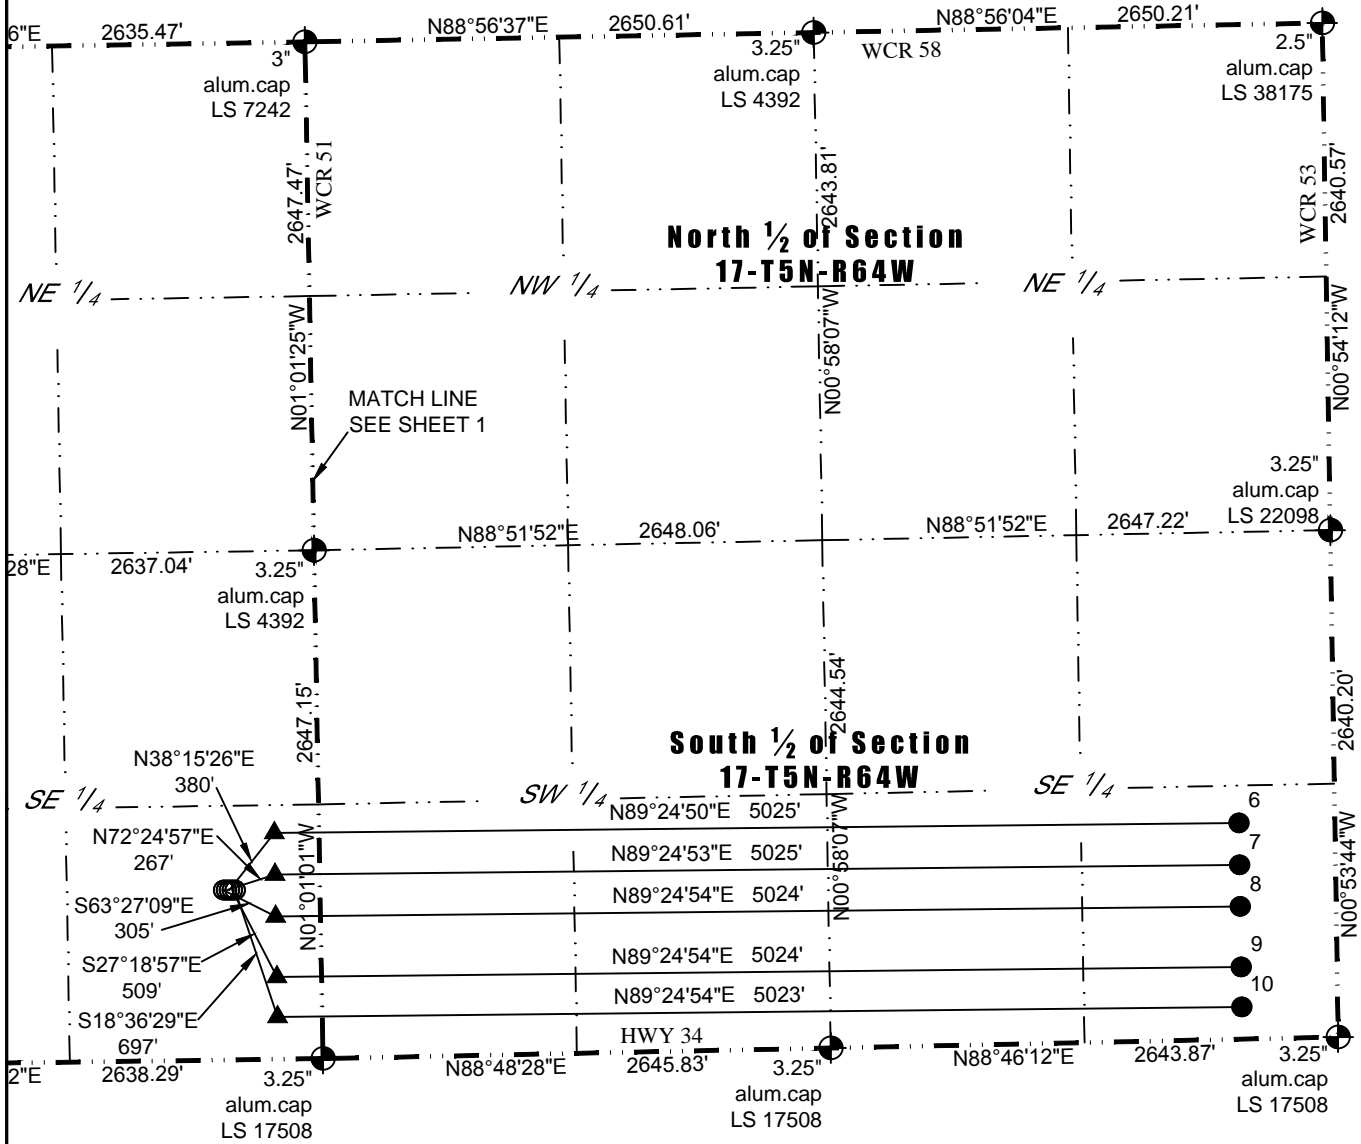 6"E
2635.47'
N88°56'37"E
2650.61'
N88°56'04"E
2650.21'
3"
alum.cap
LS 7242
3.25"
alum.cap
LS 4392
WCR 58
2.5"
alum.cap
LS 38175
2647.47'
WCR 51
2643.81'
WCR 53
2640.57'
North ½ of Section
17-T5N-R64W
NE 1/4
NW 1/4
NE 1/4
N01°01'25"W
N00°58'07"W
N00°54'12"W
MATCH LINE
SEE SHEET 1
3.25"
alum.cap
LS 22098
28"E
2637.04'
N88°51'52"E
2648.06'
N88°51'52"E
2647.22'
3.25"
alum.cap
LS 4392
2647.15'
2644.54'
2640.20'
South ½ of Section
17-T5N-R64W
N38°15'26"E
380'
SE 1/4
SW 1/4
SE 1/4
N89°24'50"E 5025'
6
N72°24'57"E
267'
N89°24'53"E 5025'
7
S63°27'09"E
305'
N89°24'54"E 5024'
8
N01°01'01"W
N00°58'07"W
N00°53'44"W
S27°18'57"E
509'
N89°24'54"E 5024'
9
S18°36'29"E
697'
N89°24'54"E 5023'
10
HWY 34
2"E
2638.29'
N88°48'28"E
2645.83'
N88°46'12"E
2643.87'
3.25"
alum.cap
LS 17508
3.25"
alum.cap
LS 17508
3.25"
alum.cap
LS 17508